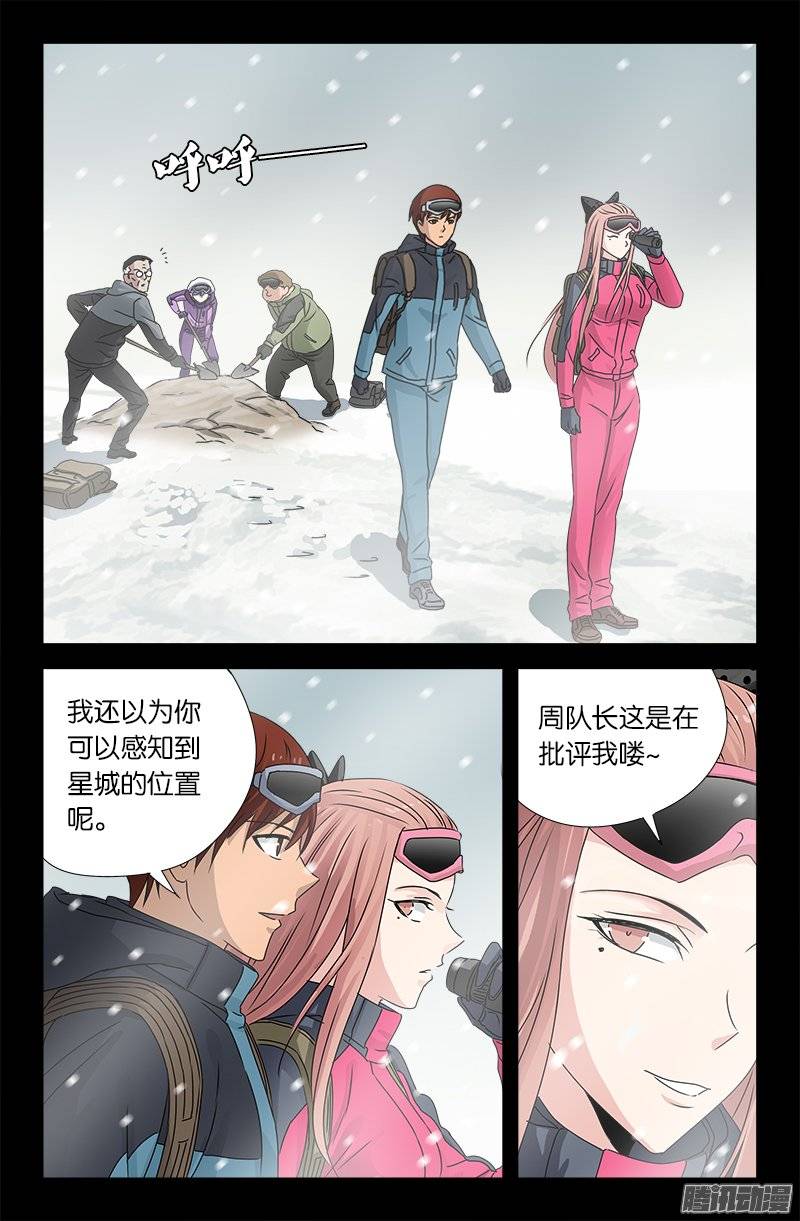 呼呼——
我还以为你
可以感知到
星城的位置
呢。
周队长这是在
批评我喽~
腾讯动漫